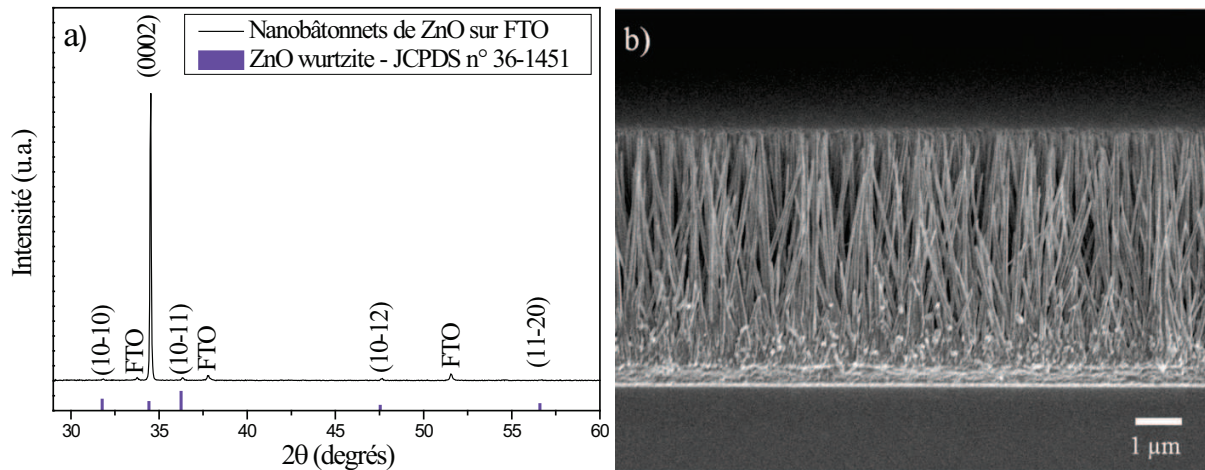 a)
Nanobâtonnets de ZnO sur FTO
ZnO wurtzite - JCPDS n° 36-1451
(0002)
Intensité (u.a.)
(10-10)
FTO
(10-11)
FTO
(10-12)
FTO
(11-20)
30 35 40 45 50 55 60
2θ (degrés)
b)
1 µm